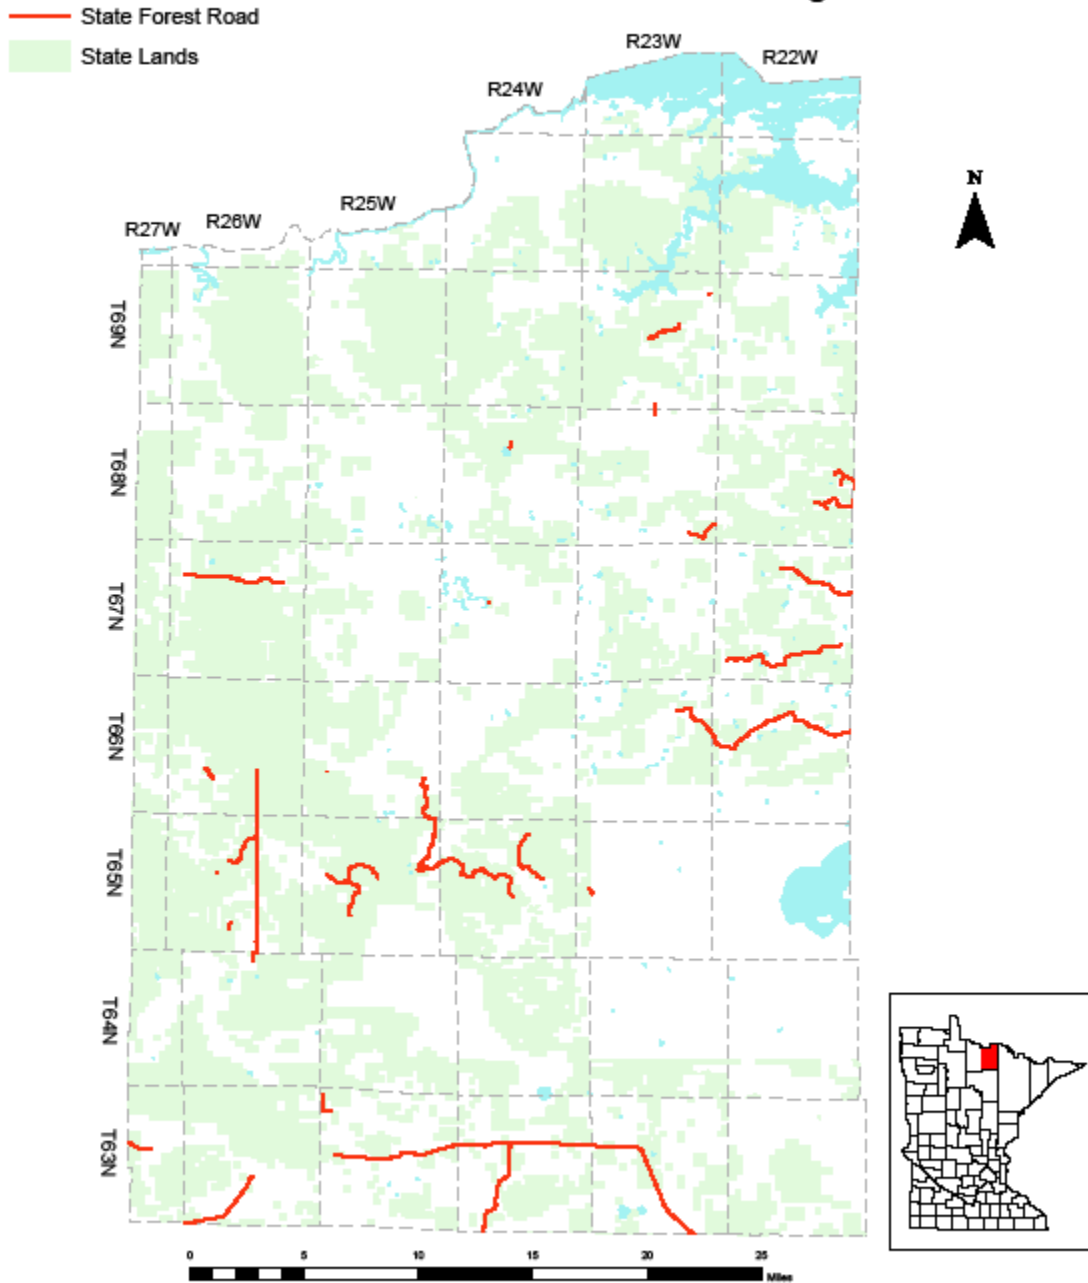 State Forest Road
State Lands
R23W
R22W
R24W
R25W
R26W
R27W
N
T69N
T68N
T67N
T66N
T65N
T64N
T63N
0 5 10 15 20 25
Miles